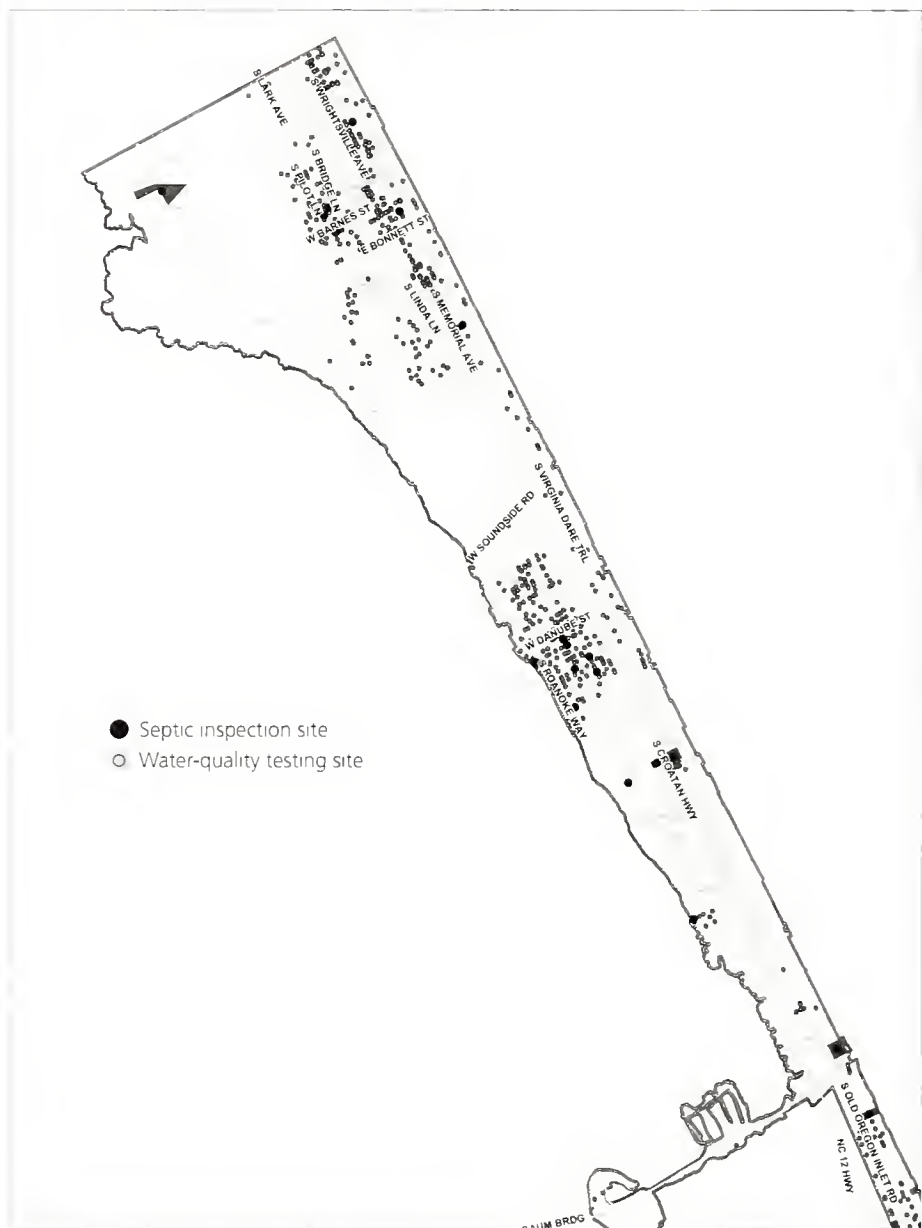 S LARK AVE
S WRIGHTSVILLE AVE
S BRIDGE LN
S PILOT LN
W BARNES ST
E BONNETT ST
S LINDA LN
S MEMORIAL AVE
S VIRGINIA DARE TRL
W SOUNDSIDE RD
W DANUBE ST
S ROANOKE WAY
Septic inspection site
Water-quality testing site
S CROATAN HWY
S OLD OREGON INLET RD
NC 12 HWY
BRDG